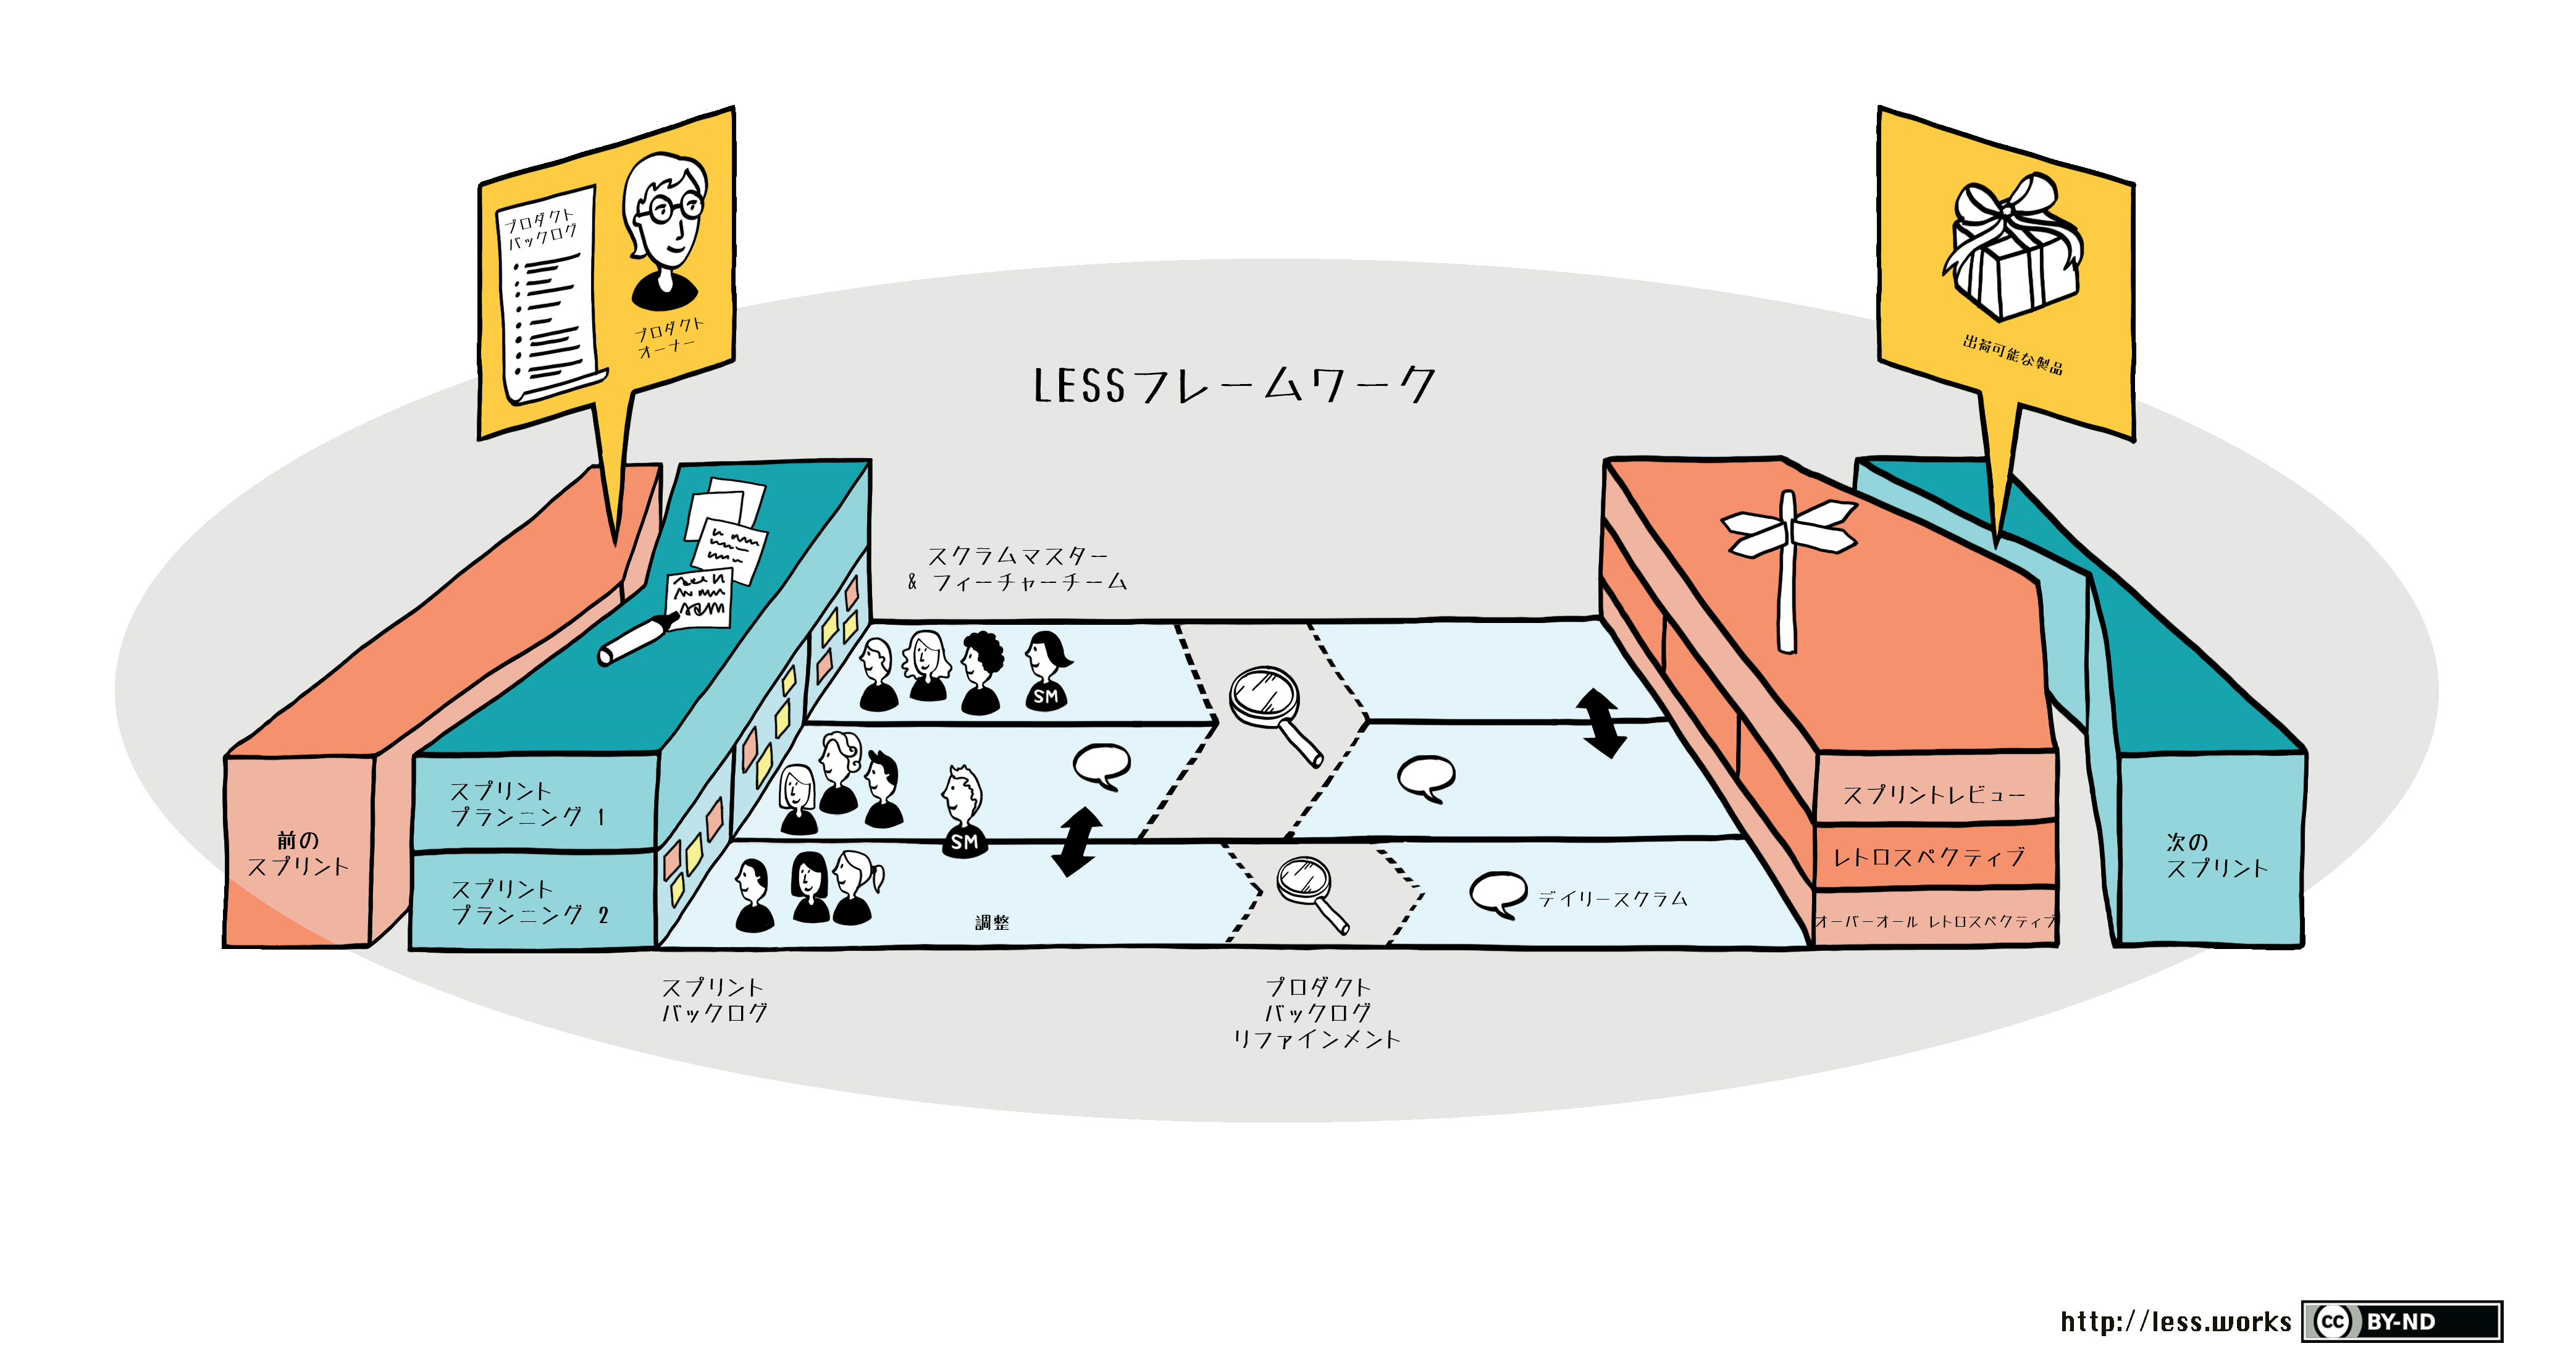 プロダクト
バックログ
プロダクト
オーナー
出荷可能な製品
LESSフレームワーク
スクラムマスター
& フィーチャーチーム
SM
SM
前の
スプリント
スプリント
プランニング 1
スプリント
プランニング 2
調整
デイリースクラム
スプリントレビュー
レトロスペクティブ
オーバーオール レトロスペクティブ
次の
スプリント
スプリント
バックログ
プロダクト
バックログ
リファインメント
http://less.works
cc BY-ND